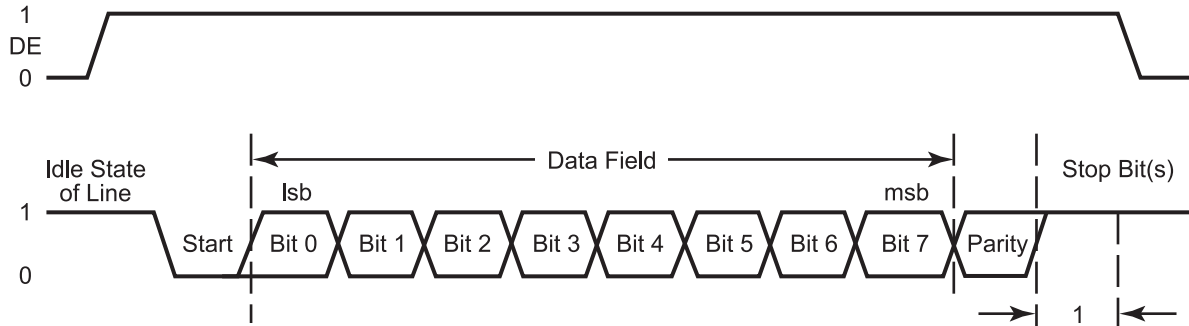 1
DE
0
Data Field
Idle State
of Line
Stop Bit(s)
lsb
msb
1
Start
Bit 0
Bit 1
Bit 2
Bit 3
Bit 4
Bit 5
Bit 6
Bit 7
Parity
0
1